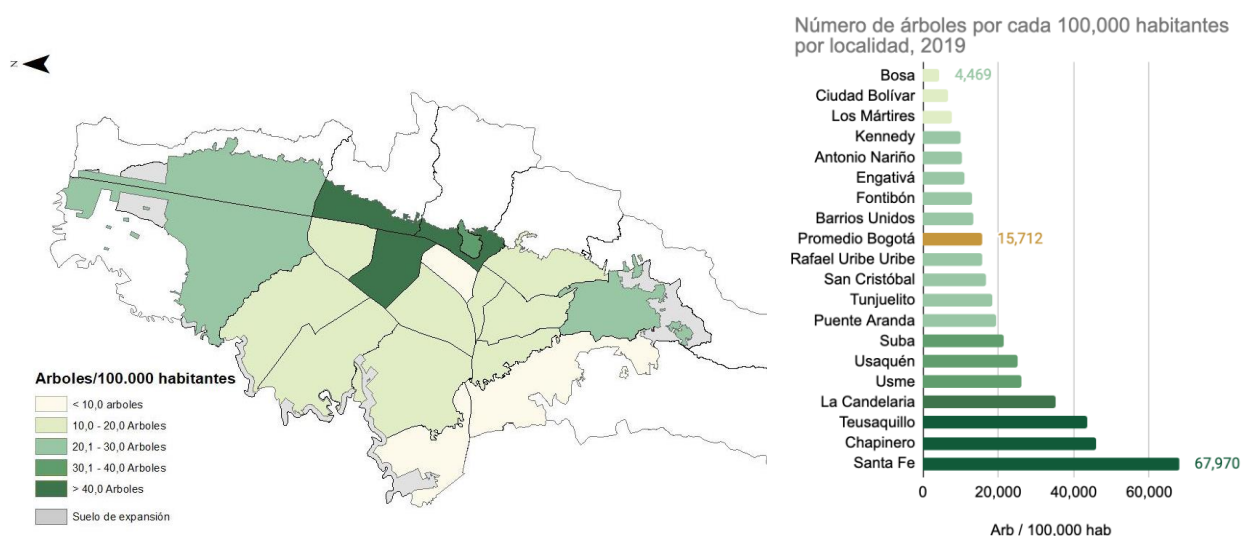 N
Arboles/100.000 habitantes
< 10,0 arboles
10,0 - 20,0 Arboles
20,1 - 30,0 Arboles
30,1 - 40,0 Arboles
> 40,0 Arboles
Suelo de expansión
Número de árboles por cada 100,000 habitantes
por localidad, 2019
Bosa 4,469
Ciudad Bolívar
Los Mártires
Kennedy
Antonio Nariño
Engativá
Fontibón
Barrios Unidos
Promedio Bogotá 15,712
Rafael Uribe Uribe
San Cristóbal
Tunjuelito
Puente Aranda
Suba
Usaquén
Usme
La Candelaria
Teusaquillo
Chapinero
Santa Fe 67,970
0 20,000 40,000 60,000
Arb / 100,000 hab